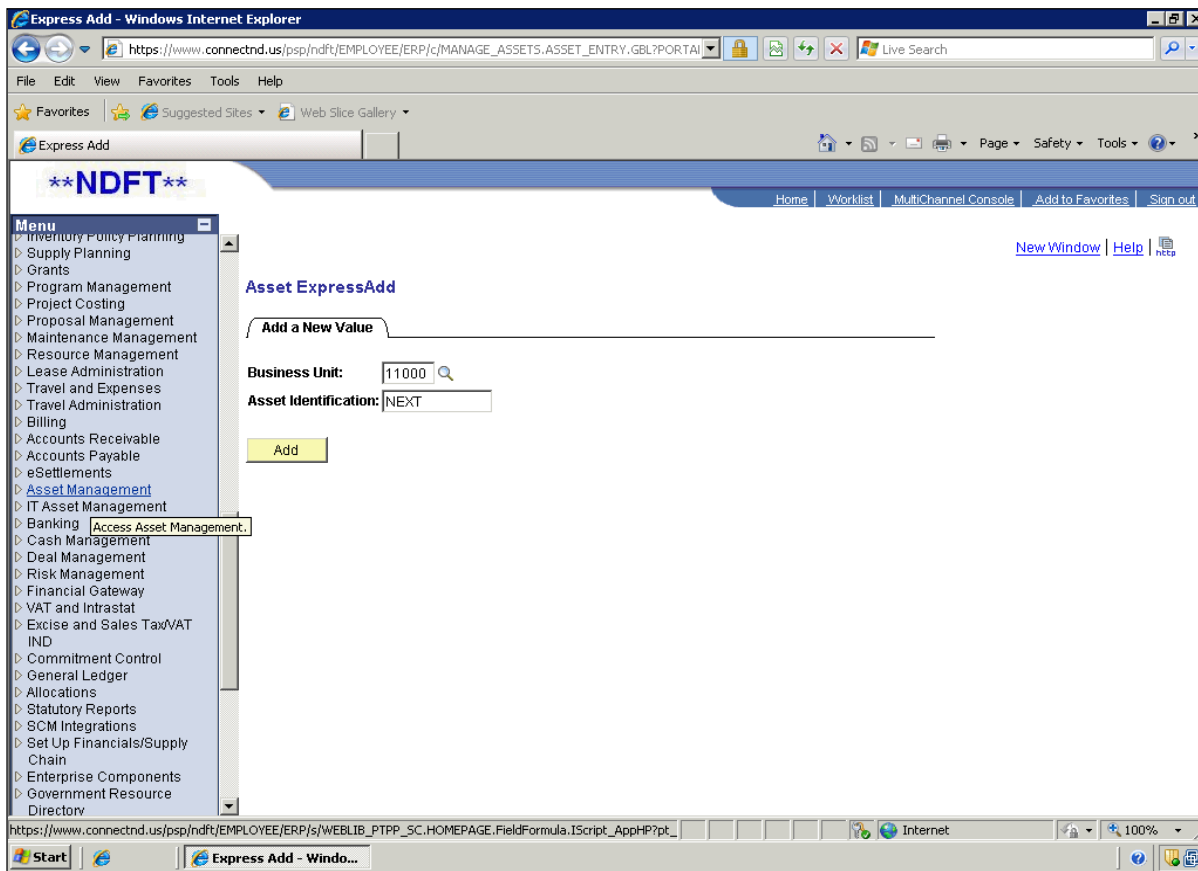 Express Add - Windows Internet Explorer
https://www.connectnd.us/psp/ndft/EMPLOYEE/ERP/c/MANAGE_ASSETS.ASSET_ENTRY.GBL?PORTAI
Live Search
File Edit View Favorites Tools Help
Favorites Suggested Sites Web Slice Gallery
Express Add
Page Safety Tools
**NDFT**
Home Worklist MultiChannel Console Add to Favorites Sign out
Menu
New Window | Help | http
Inventory Policy Planning
Supply Planning
Grants
Program Management
Project Costing
Proposal Management
Maintenance Management
Resource Management
Lease Administration
Travel and Expenses
Travel Administration
Billing
Accounts Receivable
Accounts Payable
eSettlements
Asset Management
IT Asset Management
Banking
Access Asset Management.
Cash Management
Deal Management
Risk Management
Financial Gateway
VAT and Intrastat
Excise and Sales Tax/VAT
IND
Commitment Control
General Ledger
Allocations
Statutory Reports
SCM Integrations
Set Up Financials/Supply
Chain
Enterprise Components
Government Resource
Directory
Asset ExpressAdd
Add a New Value
Business Unit: 11000
Asset Identification: NEXT
Add
https://www.connectnd.us/psp/ndft/EMPLOYEE/ERP/s/WEBLIB_PTPP_SC.HOMEPAGE.FieldFormula.IScript_AppHP?pt_
Internet
100%
Start
Express Add - Windo...